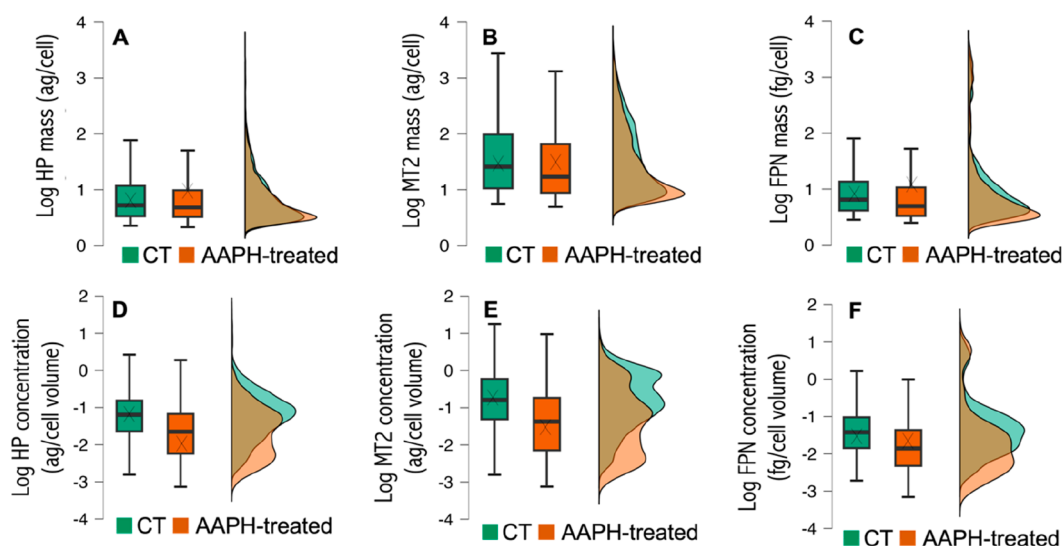 A
Log HP mass (ag/cell)
4
3
2
1
0
CT AAPH-treated
B
Log MT2 mass (ag/cell)
4
3
2
1
0
CT AAPH-treated
C
Log FPN mass (fg/cell)
4
3
2
1
0
CT AAPH-treated
D
Log HP concentration
(ag/cell volume)
2
1
0
-1
-2
-3
-4
CT AAPH-treated
E
Log MT2 concentration
(ag/cell volume)
2
1
0
-1
-2
-3
-4
CT AAPH-treated
F
Log FPN concentration
(fg/cell volume)
2
1
0
-1
-2
-3
-4
CT AAPH-treated